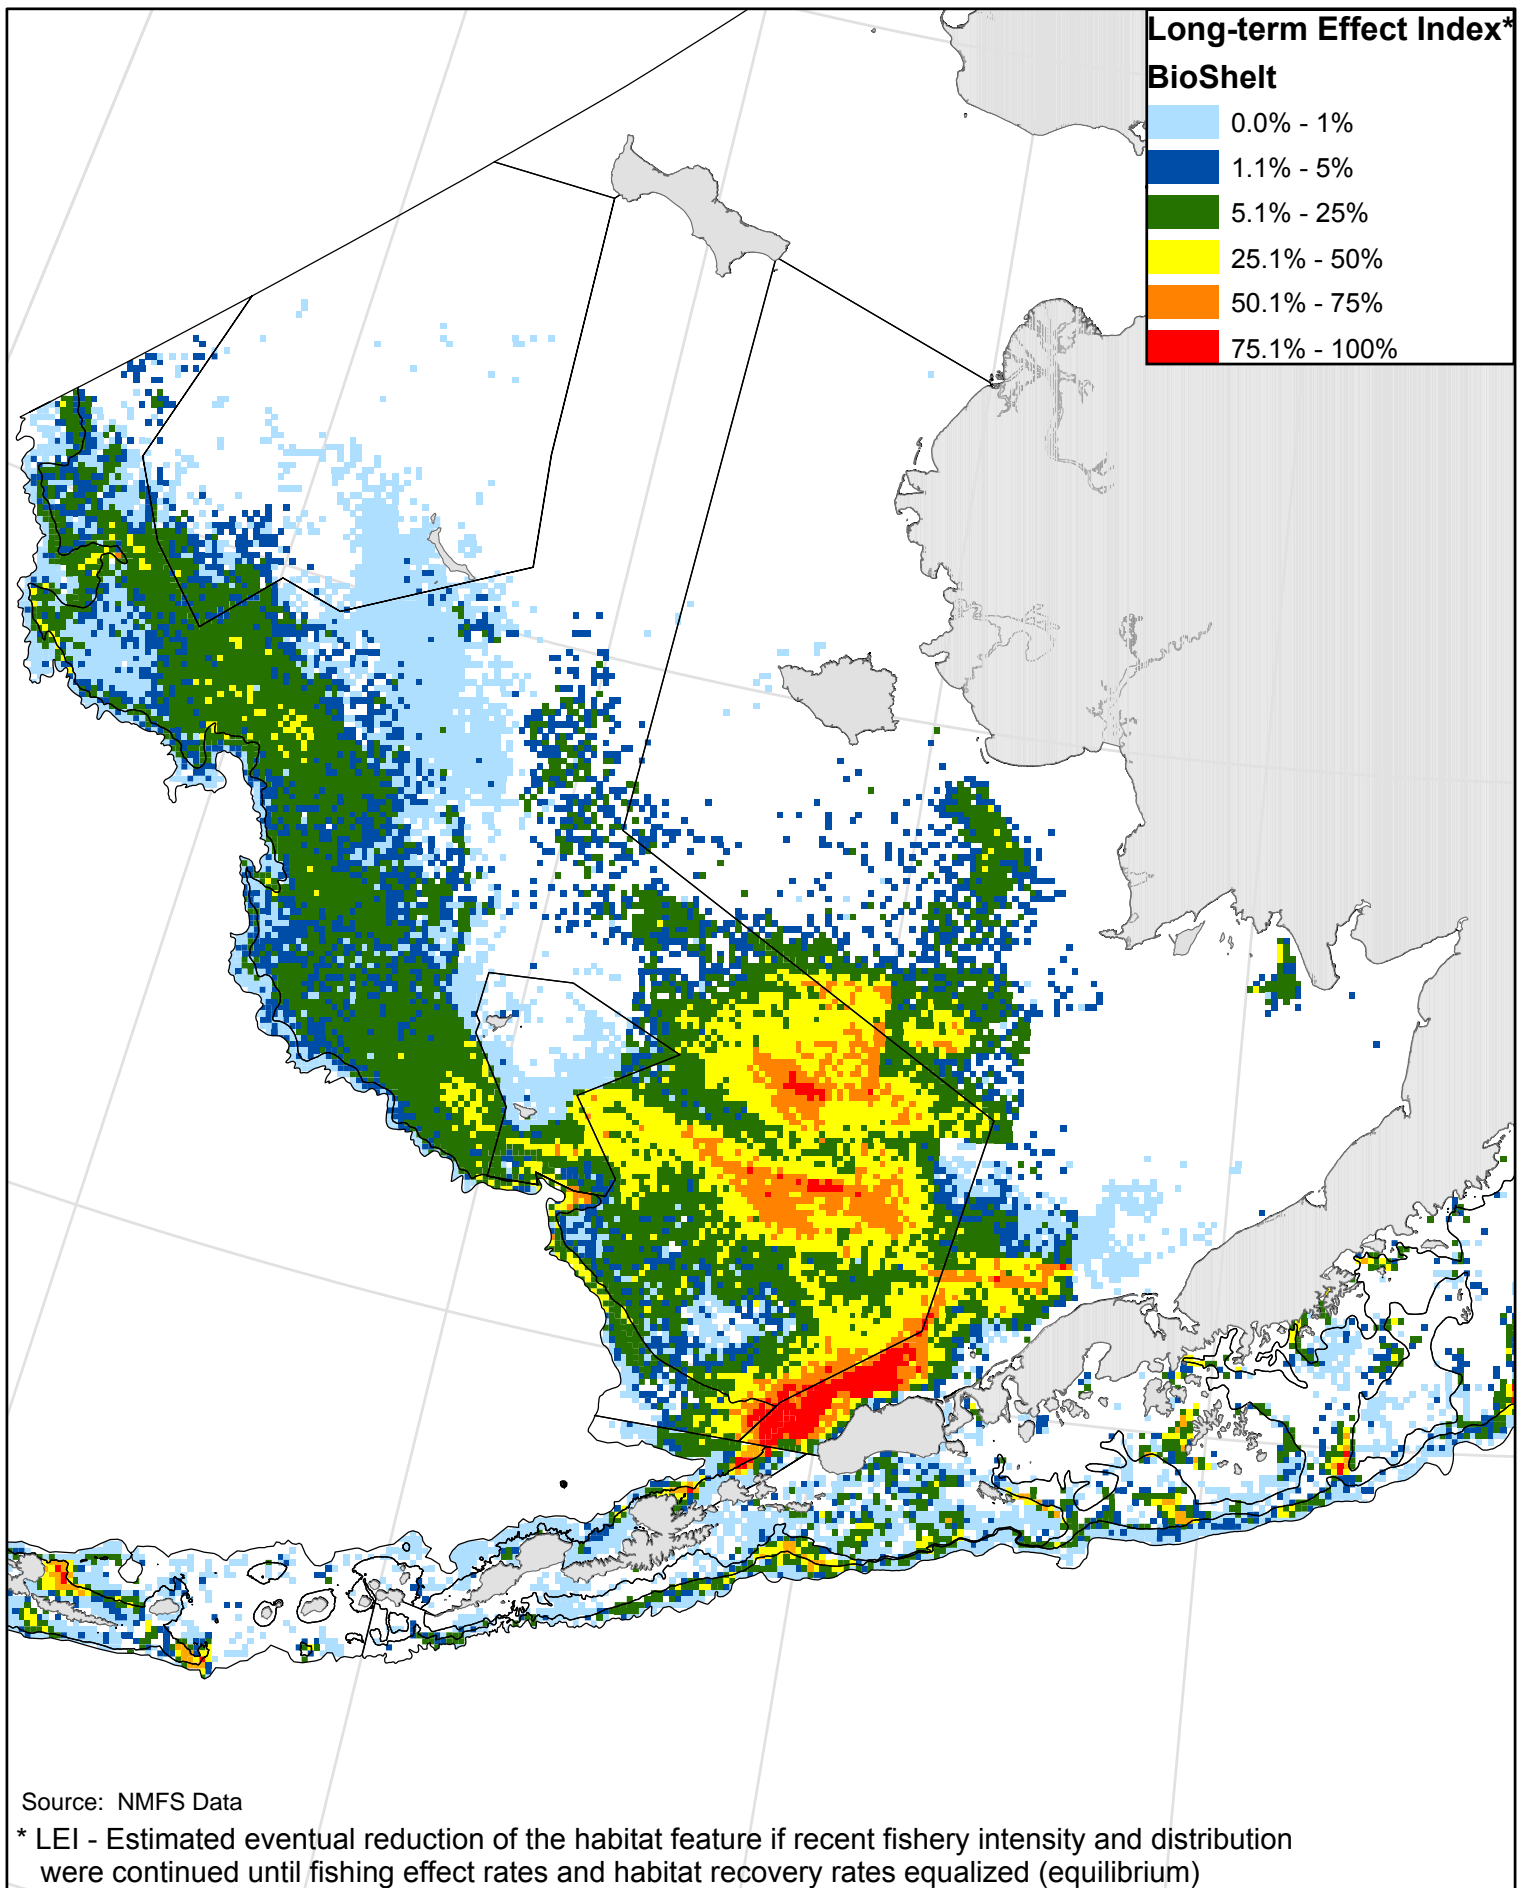 Long-term Effect Index*
BioShelt
0.0% - 1%
1.1% - 5%
5.1% - 25%
25.1% - 50%
50.1% - 75%
75.1% - 100%
Source: NMFS Data
* LEI - Estimated eventual reduction of the habitat feature if recent fishery intensity and distribution
were continued until fishing effect rates and habitat recovery rates equalized (equilibrium)